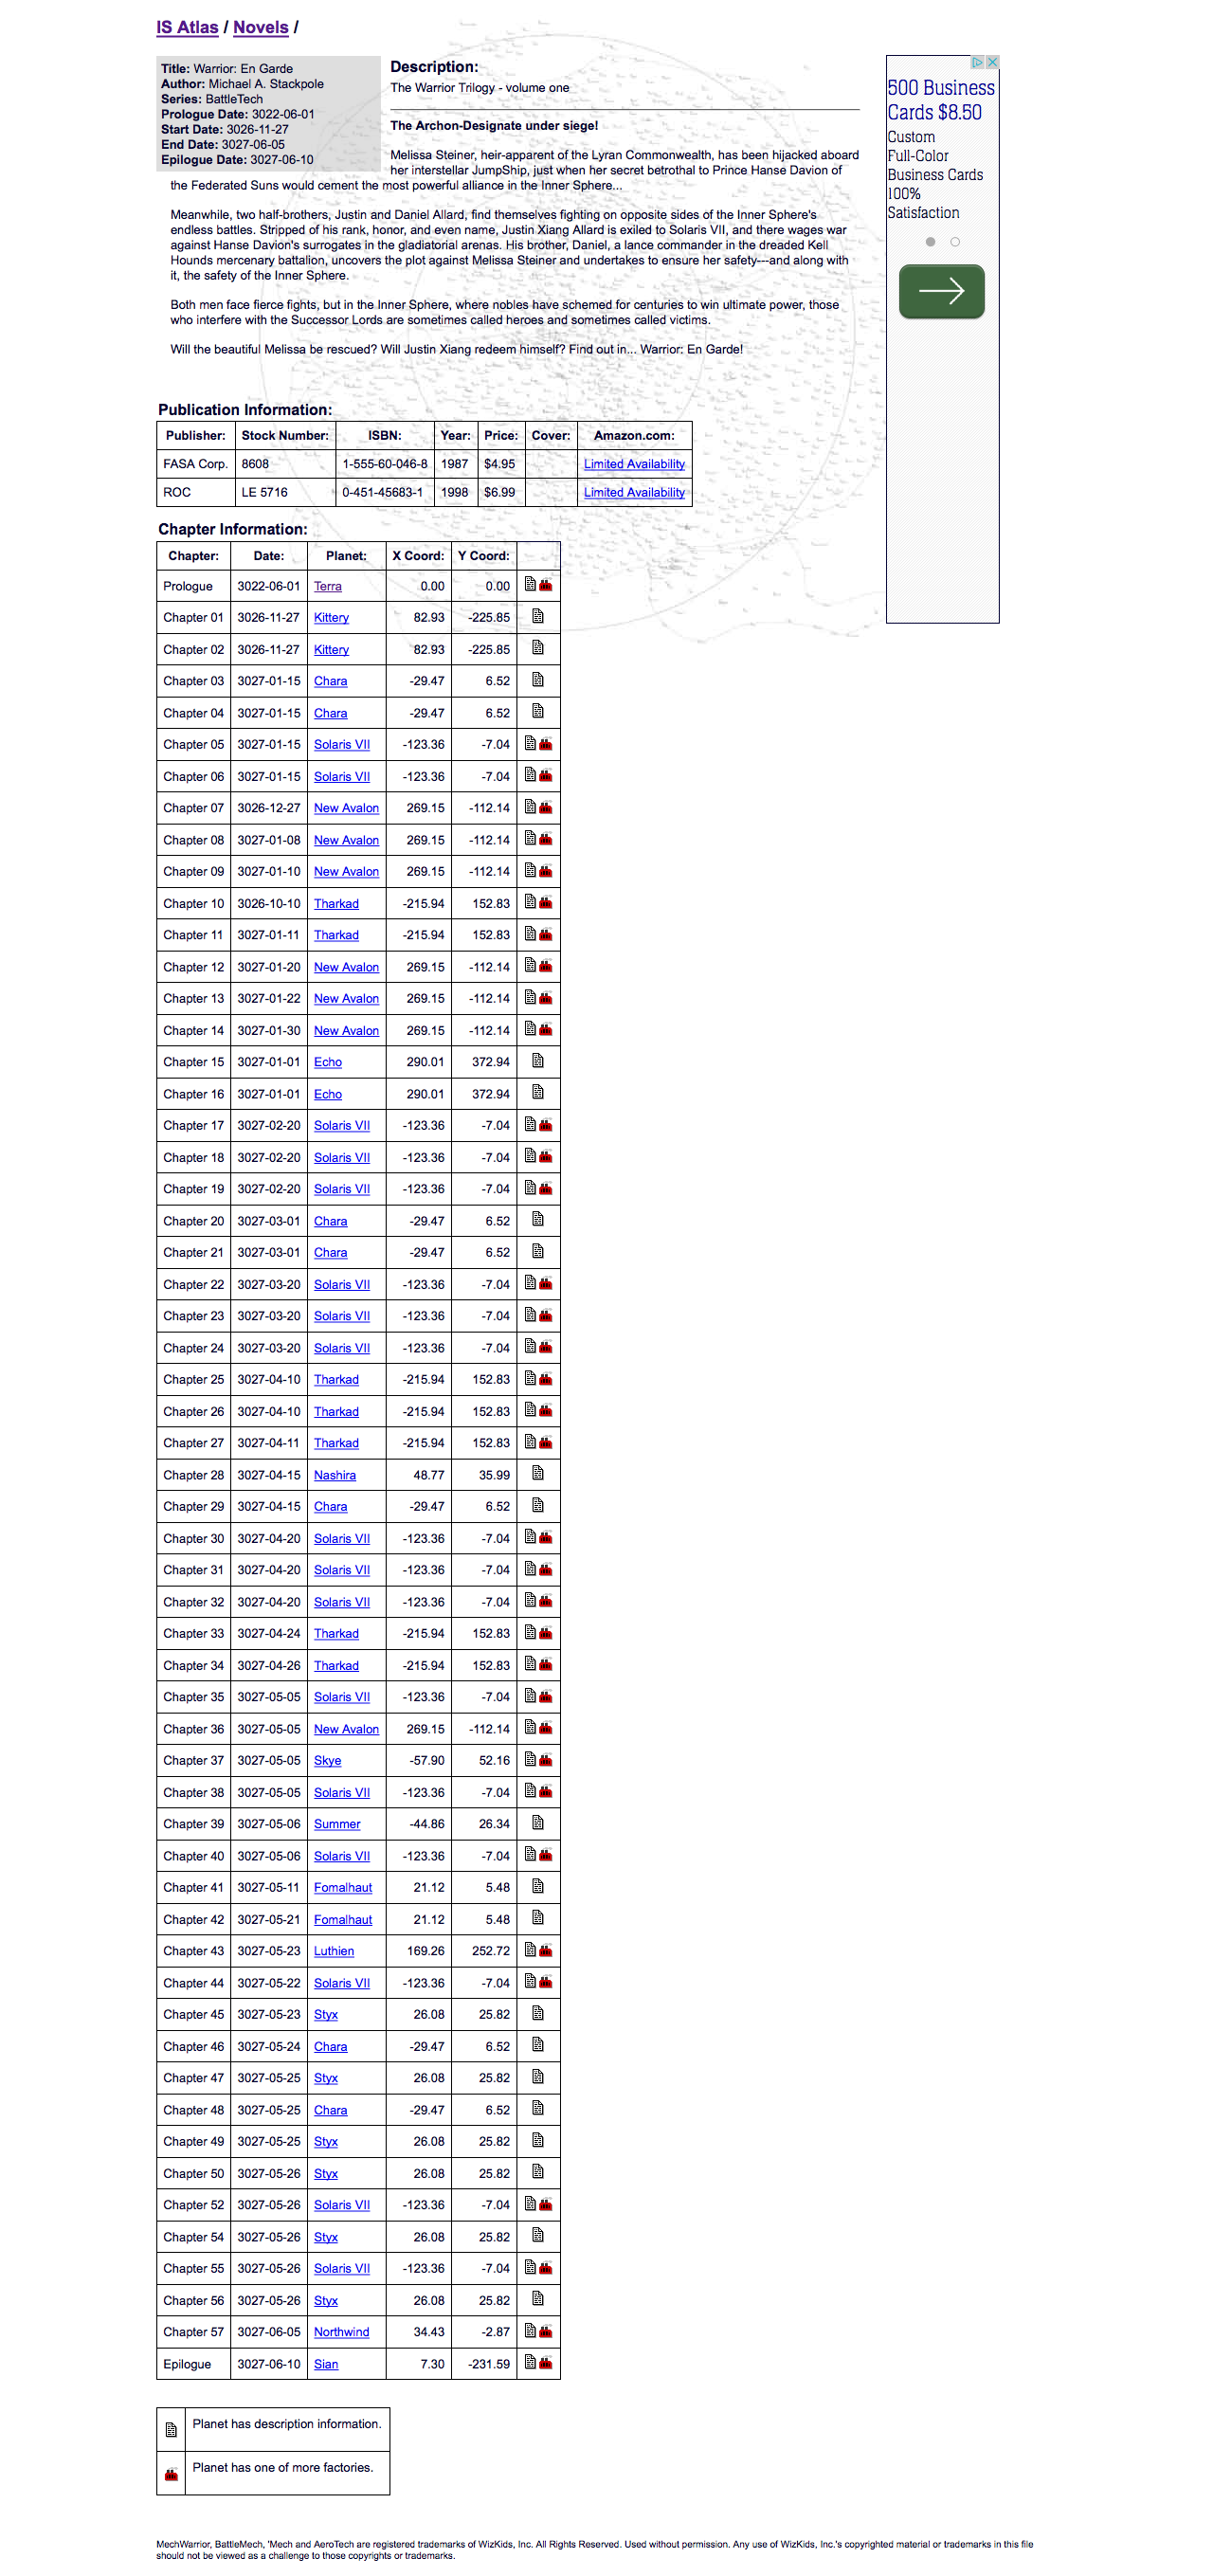 IS Atlas / Novels /
Title: Warrior: En Garde
Author: Michael A. Stackpole
Series: BattleTech
Prologue Date: 3022-06-01
Start Date: 3026-11-27
End Date: 3027-06-05
Epilogue Date: 3027-06-10
Description:
The Warrior Trilogy - volume one
The Archon-Designate under siege!
Melissa Steiner, heir-apparent of the Lyran Commonwealth, has been hijacked aboard
her interstellar JumpShip, just when her secret betrothal to Prince Hanse Davion of
the Federated Suns would cement the most powerful alliance in the Inner Sphere...
Meanwhile, two half-brothers, Justin and Daniel Allard, find themselves fighting on opposite sides of the Inner Sphere's
endless battles. Stripped of his rank, honor, and even name, Justin Xiang Allard is exiled to Solaris VII, and there wages war
against Hanse Davion's surrogates in the gladiatorial arenas. His brother, Daniel, a lance commander in the dreaded Kell
Hounds mercenary battalion, uncovers the plot against Melissa Steiner and undertakes to ensure her safety---and along with
it, the safety of the Inner Sphere.
Both men face fierce fights, but in the Inner Sphere, where nobles have schemed for centuries to win ultimate power, those
who interfere with the Successor Lords are sometimes called heroes and sometimes called victims.
Will the beautiful Melissa be rescued? Will Justin Xiang redeem himself? Find out in... Warrior: En Garde!
500 Business
Cards $8.50
Custom
Full-Color
Business Cards
100%
Satisfaction
Publication Information:
Publisher: Stock Number: ISBN: Year: Price: Cover: Amazon.com:
FASA Corp. 8608 1-555-60-046-8 1987 $4.95 Limited Availability
ROC LE 5716 0-451-45683-1 1998 $6.99 Limited Availability
Chapter Information:
Chapter: Date: Planet: X Coord: Y Coord:
Prologue 3022-06-01 Terra 0.00 0.00
Chapter 01 3026-11-27 Kittery 82.93 -225.85
Chapter 02 3026-11-27 Kittery 82.93 -225.85
Chapter 03 3027-01-15 Chara -29.47 6.52
Chapter 04 3027-01-15 Chara -29.47 6.52
Chapter 05 3027-01-15 Solaris VII -123.36 -7.04
Chapter 06 3027-01-15 Solaris VII -123.36 -7.04
Chapter 07 3026-12-27 New Avalon 269.15 -112.14
Chapter 08 3027-01-08 New Avalon 269.15 -112.14
Chapter 09 3027-01-10 New Avalon 269.15 -112.14
Chapter 10 3026-10-10 Tharkad -215.94 152.83
Chapter 11 3027-01-11 Tharkad -215.94 152.83
Chapter 12 3027-01-20 New Avalon 269.15 -112.14
Chapter 13 3027-01-22 New Avalon 269.15 -112.14
Chapter 14 3027-01-30 New Avalon 269.15 -112.14
Chapter 15 3027-01-01 Echo 290.01 372.94
Chapter 16 3027-01-01 Echo 290.01 372.94
Chapter 17 3027-02-20 Solaris VII -123.36 -7.04
Chapter 18 3027-02-20 Solaris VII -123.36 -7.04
Chapter 19 3027-02-20 Solaris VII -123.36 -7.04
Chapter 20 3027-03-01 Chara -29.47 6.52
Chapter 21 3027-03-01 Chara -29.47 6.52
Chapter 22 3027-03-20 Solaris VII -123.36 -7.04
Chapter 23 3027-03-20 Solaris VII -123.36 -7.04
Chapter 24 3027-03-20 Solaris VII -123.36 -7.04
Chapter 25 3027-04-10 Tharkad -215.94 152.83
Chapter 26 3027-04-10 Tharkad -215.94 152.83
Chapter 27 3027-04-11 Tharkad -215.94 152.83
Chapter 28 3027-04-15 Nashira 48.77 35.99
Chapter 29 3027-04-15 Chara -29.47 6.52
Chapter 30 3027-04-20 Solaris VII -123.36 -7.04
Chapter 31 3027-04-20 Solaris VII -123.36 -7.04
Chapter 32 3027-04-20 Solaris VII -123.36 -7.04
Chapter 33 3027-04-24 Tharkad -215.94 152.83
Chapter 34 3027-04-26 Tharkad -215.94 152.83
Chapter 35 3027-05-05 Solaris VII -123.36 -7.04
Chapter 36 3027-05-05 New Avalon 269.15 -112.14
Chapter 37 3027-05-05 Skye -57.90 52.16
Chapter 38 3027-05-05 Solaris VII -123.36 -7.04
Chapter 39 3027-05-06 Summer -44.86 26.34
Chapter 40 3027-05-06 Solaris VII -123.36 -7.04
Chapter 41 3027-05-11 Fomalhaut 21.12 5.48
Chapter 42 3027-05-21 Fomalhaut 21.12 5.48
Chapter 43 3027-05-23 Luthien 169.26 252.72
Chapter 44 3027-05-22 Solaris VII -123.36 -7.04
Chapter 45 3027-05-23 Styx 26.08 25.82
Chapter 46 3027-05-24 Chara -29.47 6.52
Chapter 47 3027-05-25 Styx 26.08 25.82
Chapter 48 3027-05-25 Chara -29.47 6.52
Chapter 49 3027-05-25 Styx 26.08 25.82
Chapter 50 3027-05-26 Styx 26.08 25.82
Chapter 52 3027-05-26 Solaris VII -123.36 -7.04
Chapter 54 3027-05-26 Styx 26.08 25.82
Chapter 55 3027-05-26 Solaris VII -123.36 -7.04
Chapter 56 3027-05-26 Styx 26.08 25.82
Chapter 57 3027-06-05 Northwind 34.43 -2.87
Epilogue 3027-06-10 Sian 7.30 -231.59
Planet has description information.
Planet has one of more factories.
MechWarrior, BattleMech, 'Mech and AeroTech are registered trademarks of WizKids, Inc. All Rights Reserved. Used without permission. Any use of WizKids, Inc.'s copyrighted material or trademarks in this file
should not be viewed as a challenge to those copyrights or trademarks.